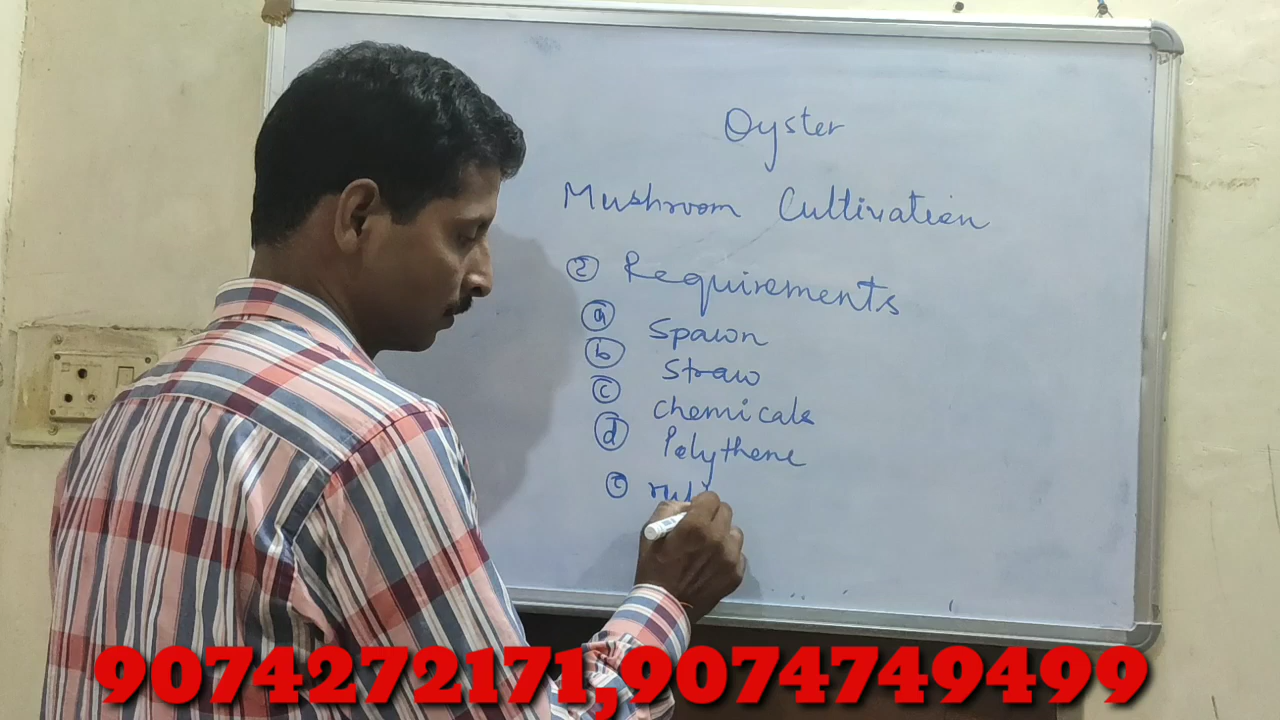 Oyster
Mushroom Cultivation
② Requirements
ⓐ Spawn
ⓑ Straw
ⓒ Chemicals
ⓓ Polythene
9074272171,9074749499